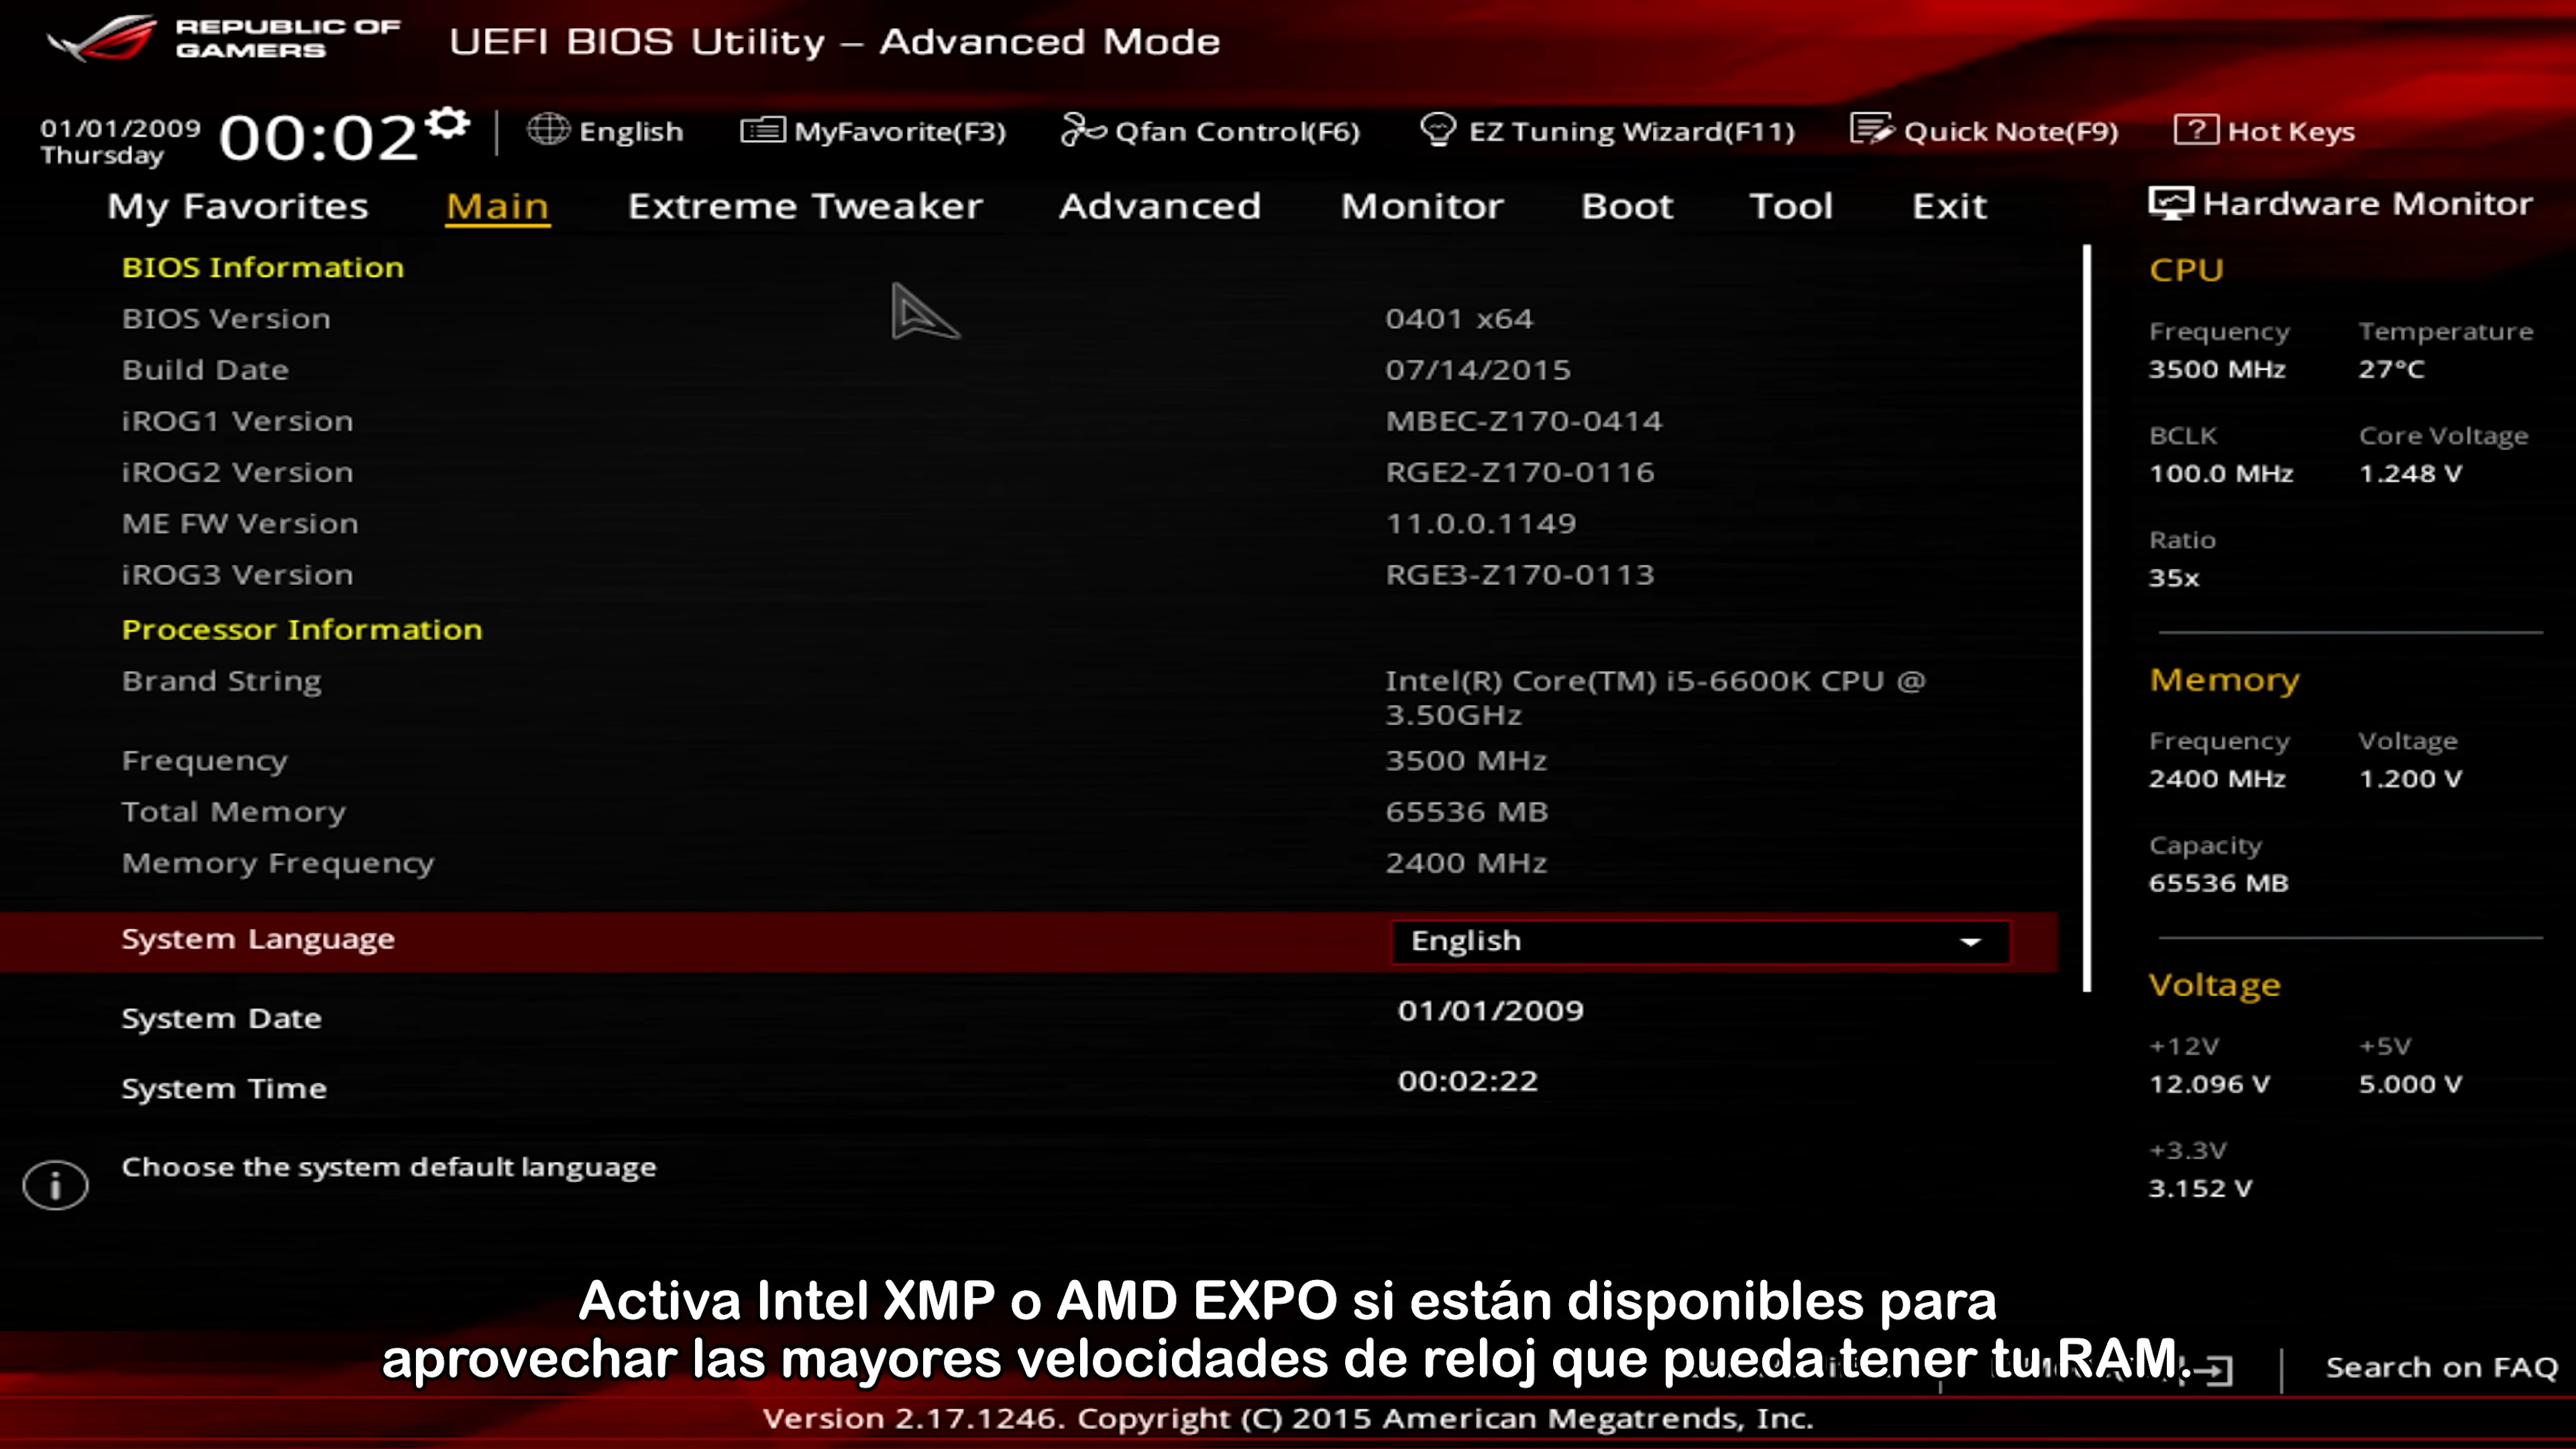 REPUBLIC OF
GAMERS
UEFI BIOS Utility – Advanced Mode
01/01/2009
Thursday
00:02
English
MyFavorite(F3)
Qfan Control(F6)
EZ Tuning Wizard(F11)
Quick Note(F9)
? Hot Keys
My Favorites
Main
Extreme Tweaker
Advanced
Monitor
Boot
Tool
Exit
Hardware Monitor
BIOS Information
BIOS Version 0401 x64
Build Date 07/14/2015
iROG1 Version MBEC-Z170-0414
iROG2 Version RGE2-Z170-0116
ME FW Version 11.0.0.1149
iROG3 Version RGE3-Z170-0113
Processor Information
Brand String Intel(R) Core(TM) i5-6600K CPU @
3.50GHz
Frequency 3500 MHz
Total Memory 65536 MB
Memory Frequency 2400 MHz
System Language English
System Date 01/01/2009
System Time 00:02:22
i Choose the system default language
CPU
Frequency Temperature
3500 MHz 27°C
BCLK Core Voltage
100.0 MHz 1.248 V
Ratio
35x
Memory
Frequency Voltage
2400 MHz 1.200 V
Capacity
65536 MB
Voltage
+12V +5V
12.096 V 5.000 V
+3.3V
3.152 V
Activa Intel XMP o AMD EXPO si están disponibles para
aprovechar las mayores velocidades de reloj que pueda tener tu RAM.
Search on FAQ
Version 2.17.1246. Copyright (C) 2015 American Megatrends, Inc.